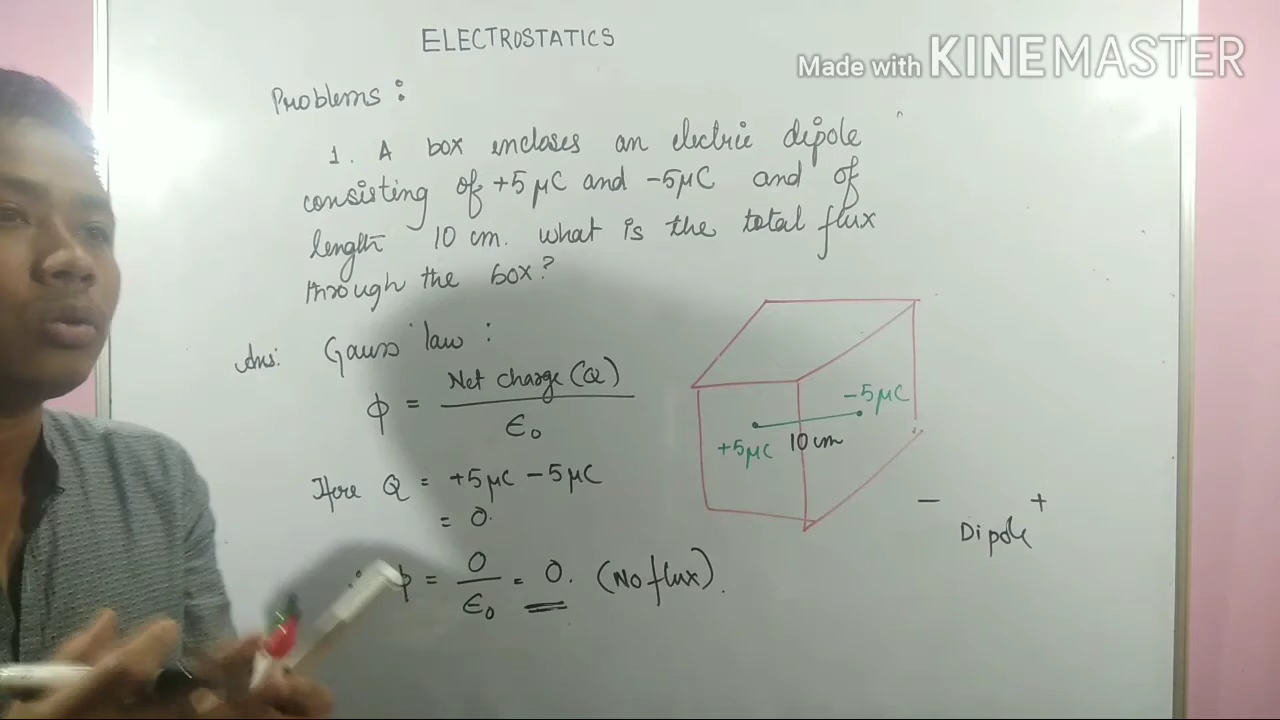 ELECTROSTATICS
Made with KINEMASTER
Problems :
1. A box encloses an electric dipole
consisting of +5 μC and -5μC and of
length 10 cm. what is the total flux
through the box?
Ans: Gauss' law :
ϕ = Net charge (Q) / ϵ₀
-5μC
+5μC 10 cm
Here Q = +5μC -5μC
= 0.
- +
Dipole
∴ ϕ = 0 / ϵ₀ = 0. (No flux).